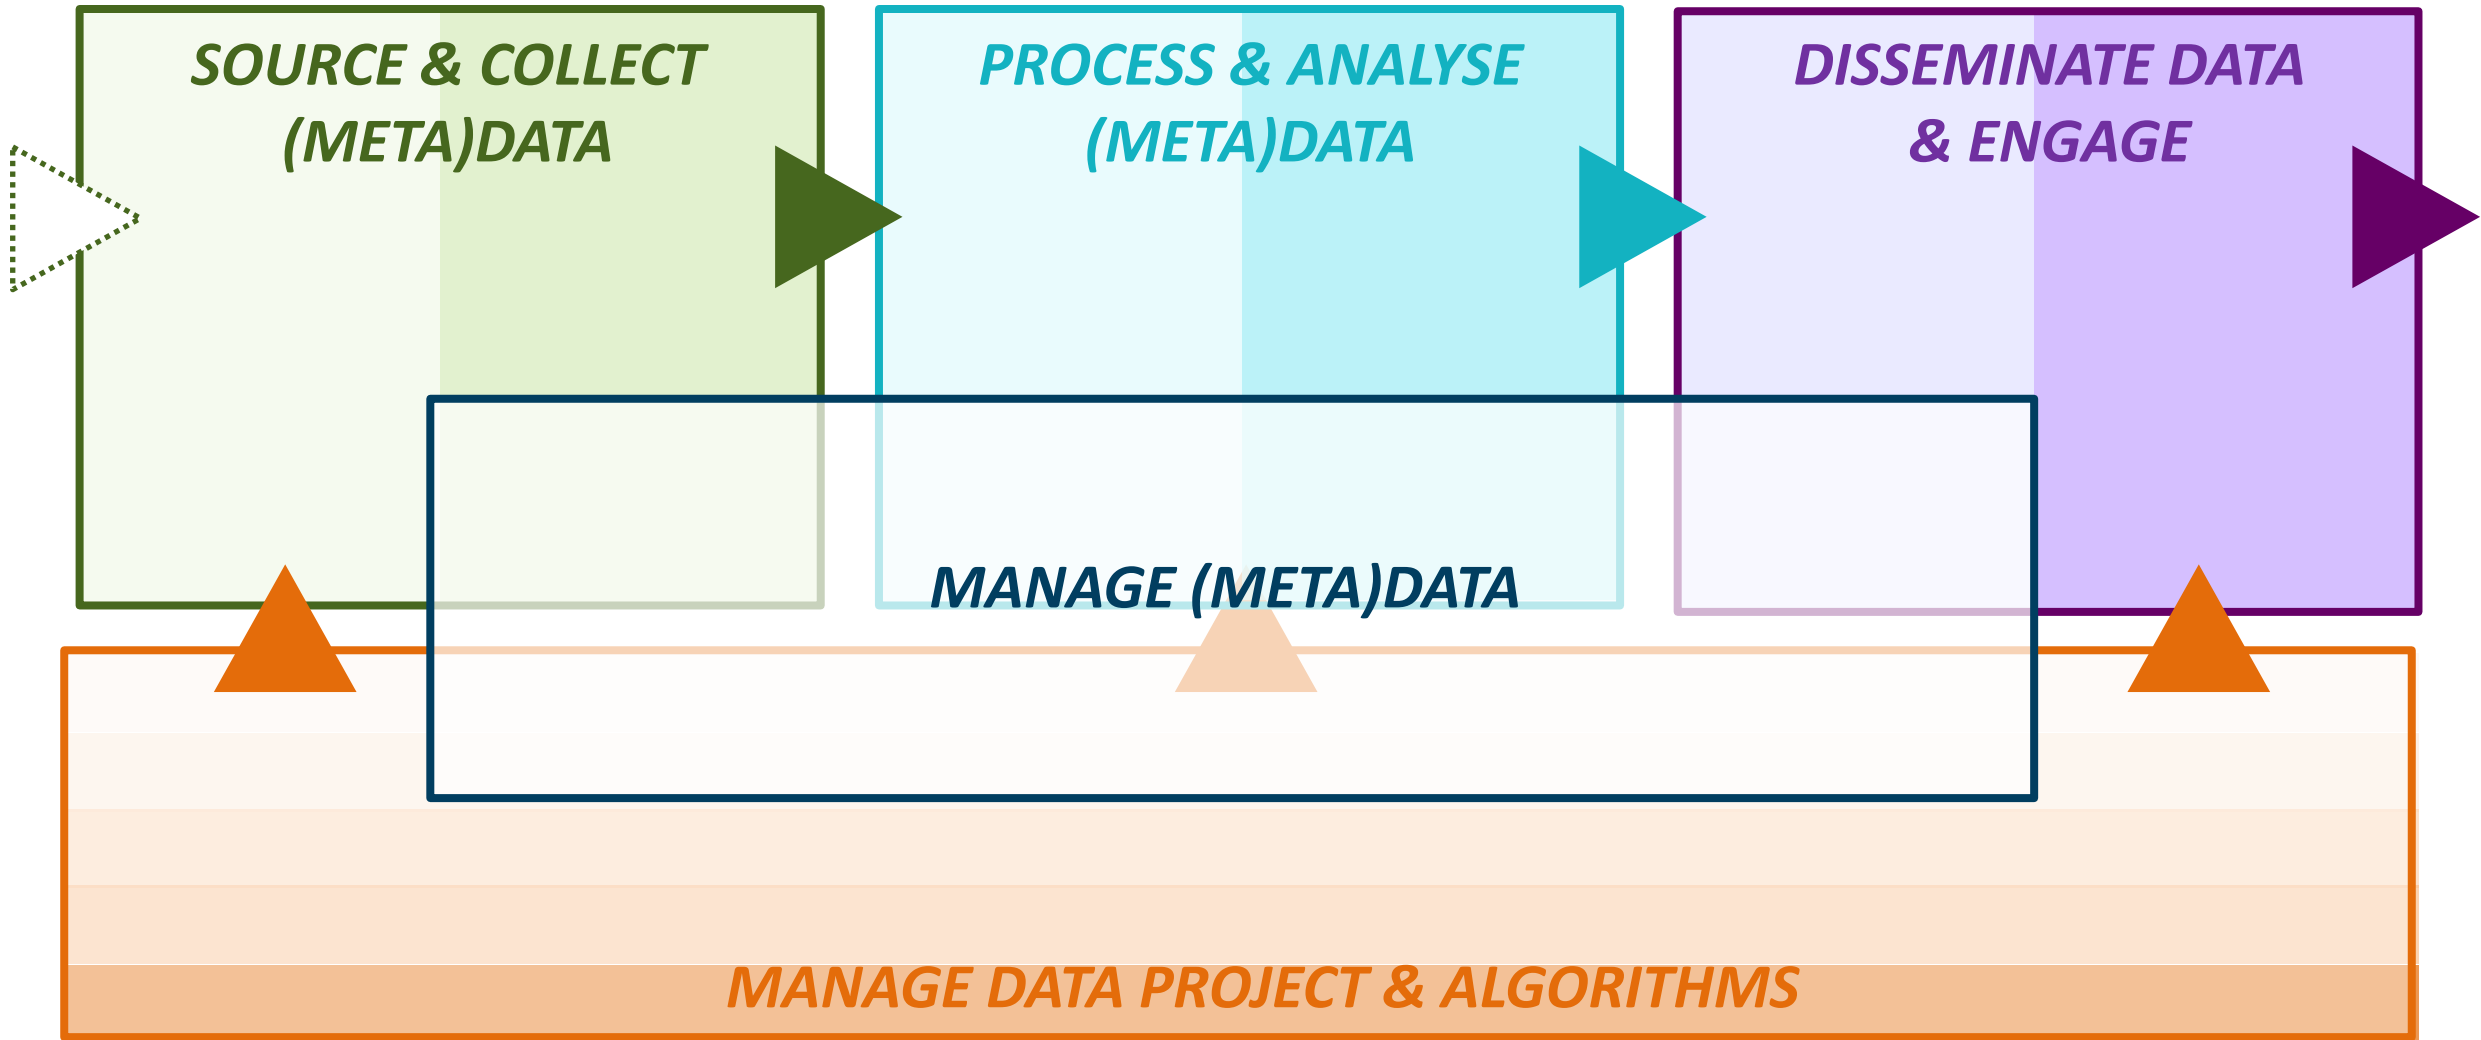 SOURCE & COLLECT
(META)DATA
PROCESS & ANALYSE
(META)DATA
DISSEMINATE DATA
& ENGAGE
MANAGE (META)DATA
MANAGE DATA PROJECT & ALGORITHMS